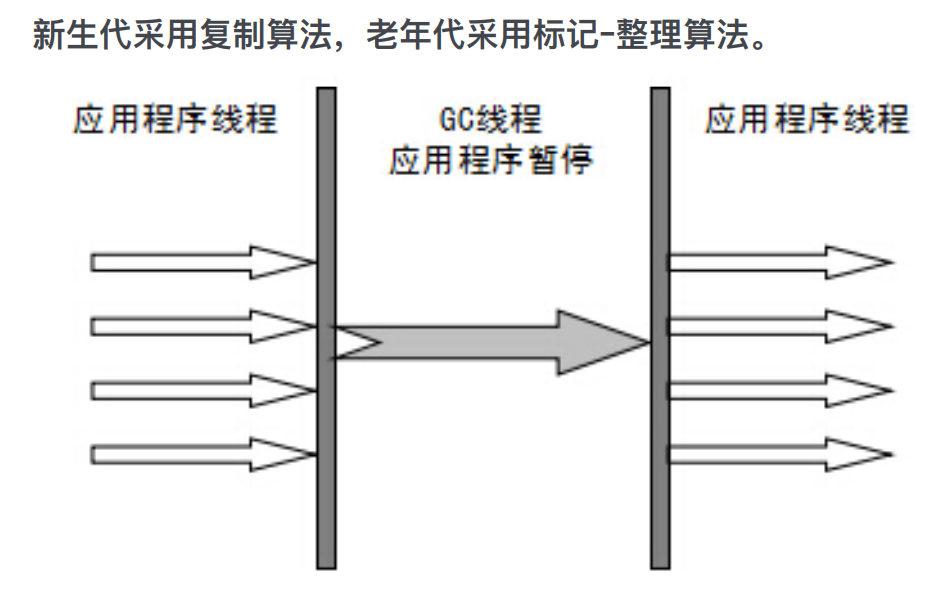 新生代采用复制算法，老年代采用标记-整理算法。
应用程序线程
GC线程
应用程序暂停
应用程序线程